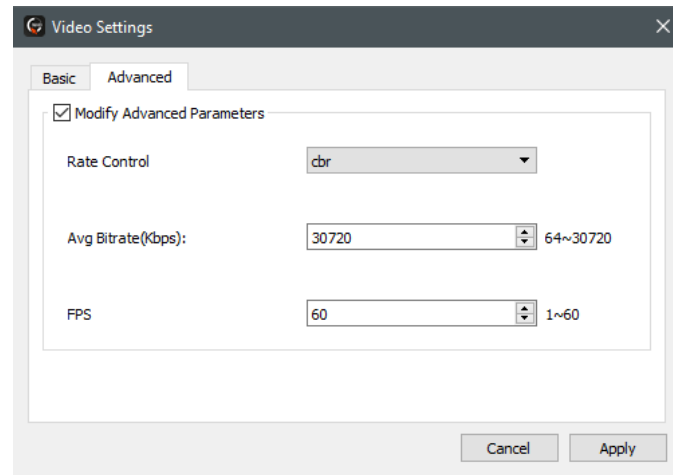 Video Settings
Basic Advanced
Modify Advanced Parameters
Rate Control cbr
Avg Bitrate(Kbps): 30720 64~30720
FPS 60 1~60
Cancel Apply